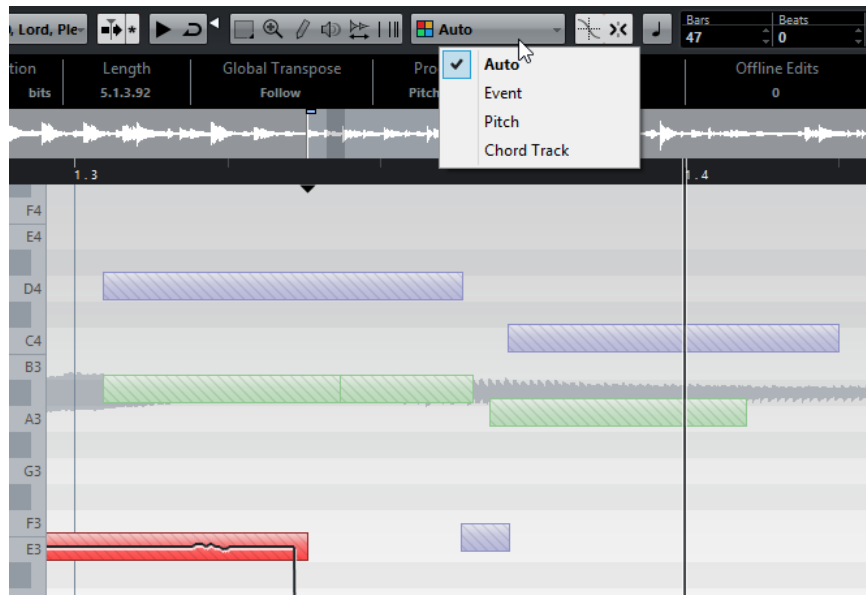 , Lord, Ple
*
Auto
Bars
Beats
47
0
Auto
Event
Pitch
Chord Track
tion
Length
Global Transpose
Pro
Offline Edits
bits
5.1.3.92
Follow
Pitch
0
1.3
1.4
F4
E4
D4
C4
B3
A3
G3
F3
E3